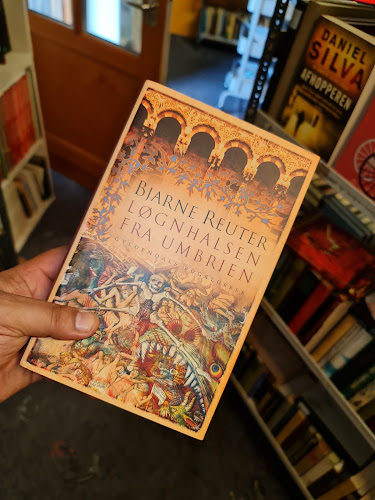 BJARNE REUTER
LØGNHALSEN
FRA UMBRIEN
GYLDENDALS BOGKLUBBER
DANIEL
SILVA
AFHOPPEREN